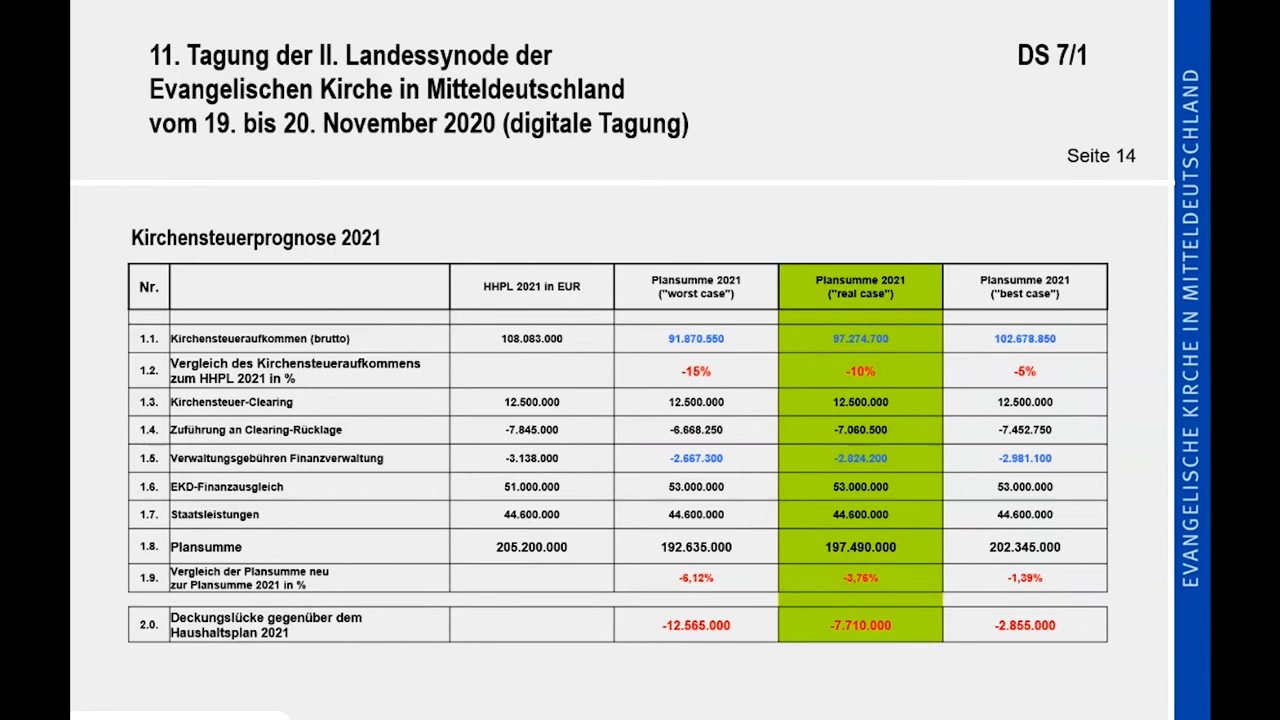 11. Tagung der II. Landessynode der
DS 7/1
Evangelischen Kirche in Mitteldeutschland
vom 19. bis 20. November 2020 (digitale Tagung)
Seite 14
Kirchensteuerprognose 2021
Nr. HHPL 2021 in EUR Plansumme 2021 ("worst case") Plansumme 2021 ("real case") Plansumme 2021 ("best case")
1.1. Kirchensteueraufkommen (brutto) 108.083.000 91.870.550 97.274.700 102.678.850
1.2. Vergleich des Kirchensteueraufkommens zum HHPL 2021 in % -15% -10% -5%
1.3. Kirchensteuer-Clearing 12.500.000 12.500.000 12.500.000 12.500.000
1.4. Zuführung an Clearing-Rücklage -7.845.000 -6.668.250 -7.060.500 -7.452.750
1.5. Verwaltungsgebühren Finanzverwaltung -3.138.000 -2.667.300 -2.824.200 -2.981.100
1.6. EKD-Finanzausgleich 51.000.000 53.000.000 53.000.000 53.000.000
1.7. Staatsleistungen 44.600.000 44.600.000 44.600.000 44.600.000
1.8. Plansumme 205.200.000 192.635.000 197.490.000 202.345.000
1.9. Vergleich der Plansumme neu zur Plansumme 2021 in % -6,12% -3,76% -1,39%
2.0. Deckungslücke gegenüber dem Haushaltsplan 2021 -12.565.000 -7.710.000 -2.855.000
EVANGELISCHE KIRCHE IN MITTELDEUTSCHLAND